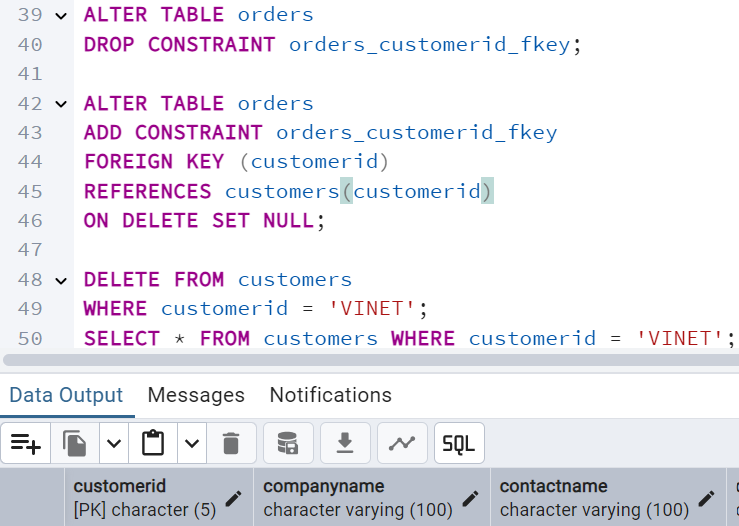 39 ALTER TABLE orders
40 DROP CONSTRAINT orders_customerid_fkey;
41
42 ALTER TABLE orders
43 ADD CONSTRAINT orders_customerid_fkey
44 FOREIGN KEY (customerid)
45 REFERENCES customers(customerid)
46 ON DELETE SET NULL;
47
48 DELETE FROM customers
49 WHERE customerid = 'VINET';
50 SELECT * FROM customers WHERE customerid = 'VINET';
Data Output Messages Notifications
SQL
customerid companyname contactname
[PK] character (5) character varying (100) character varying (100)